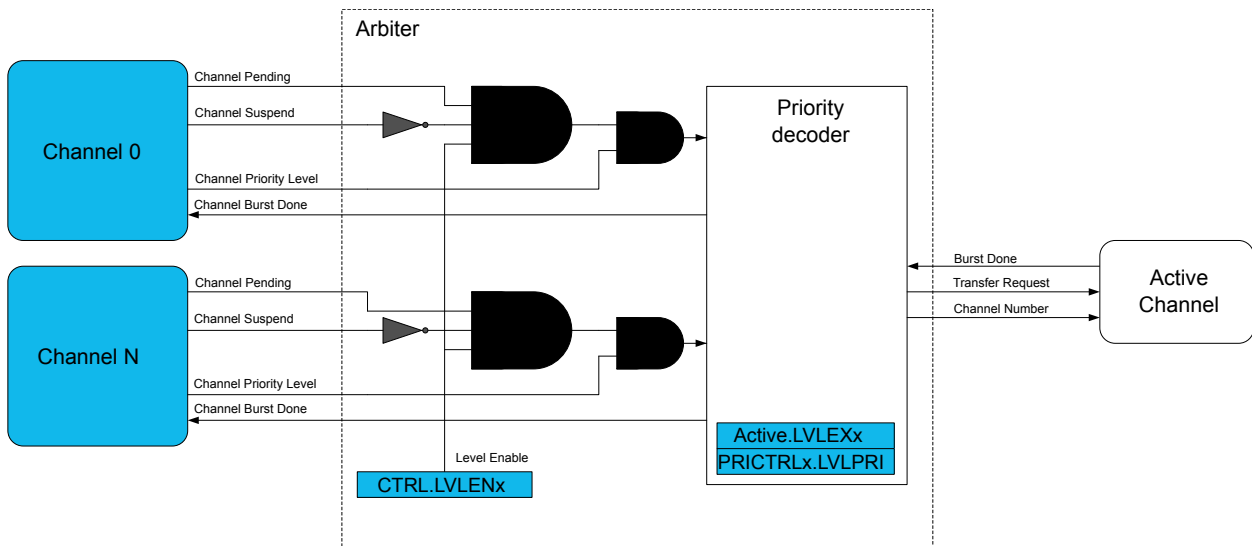 Arbiter
Channel Pending
Channel Suspend
Channel 0
Channel Priority Level
Channel Burst Done
Priority
decoder
Burst Done
Transfer Request
Channel Number
Active
Channel
Channel Pending
Channel Suspend
Channel N
Channel Priority Level
Channel Burst Done
Level Enable
CTRL.LVLENx
Active.LVLEXx
PRICTRLx.LVLPRI